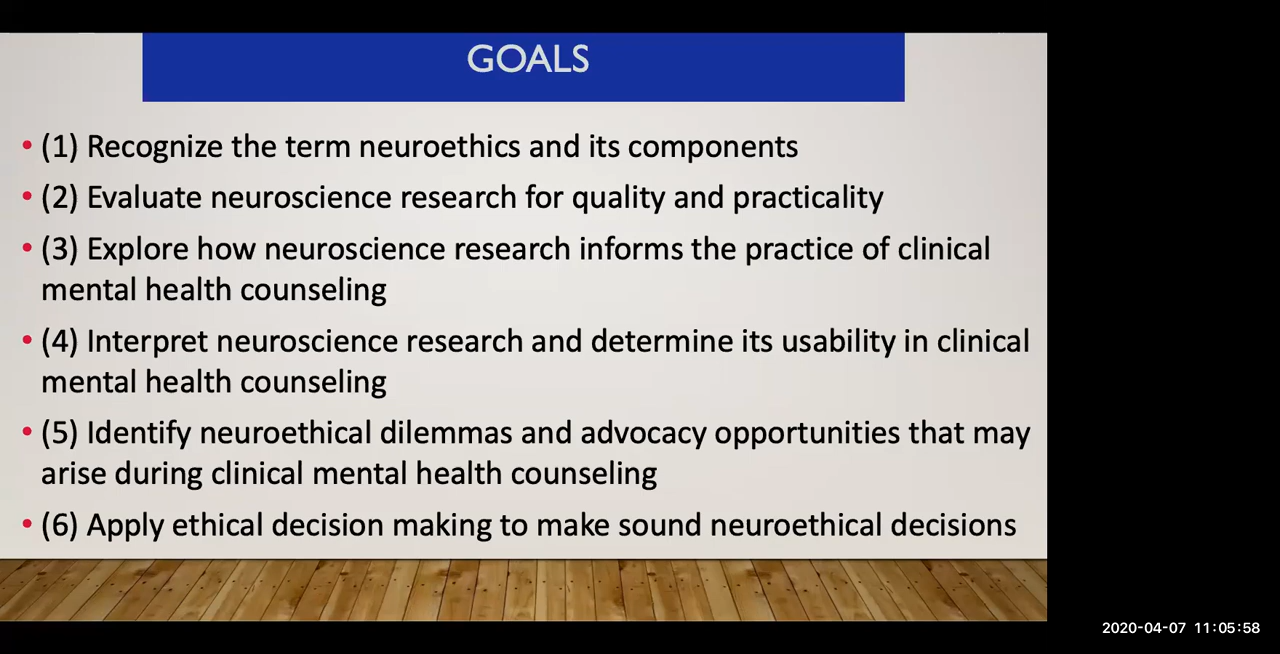 GOALS
• (1) Recognize the term neuroethics and its components
• (2) Evaluate neuroscience research for quality and practicality
• (3) Explore how neuroscience research informs the practice of clinical
mental health counseling
• (4) Interpret neuroscience research and determine its usability in clinical
mental health counseling
• (5) Identify neuroethical dilemmas and advocacy opportunities that may
arise during clinical mental health counseling
• (6) Apply ethical decision making to make sound neuroethical decisions
2020-04-07 11:05:58